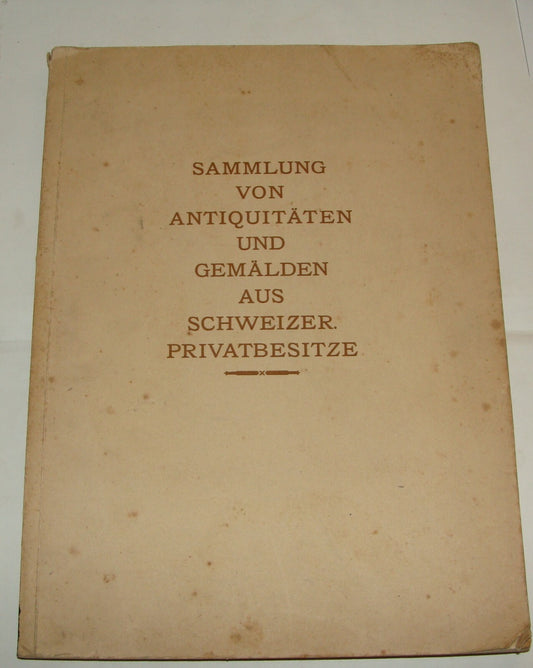 SAMMLUNG
VON
ANTIQUITÄTEN
UND
GEMÄLDEN
AUS
SCHWEIZER.
PRIVATBESITZE